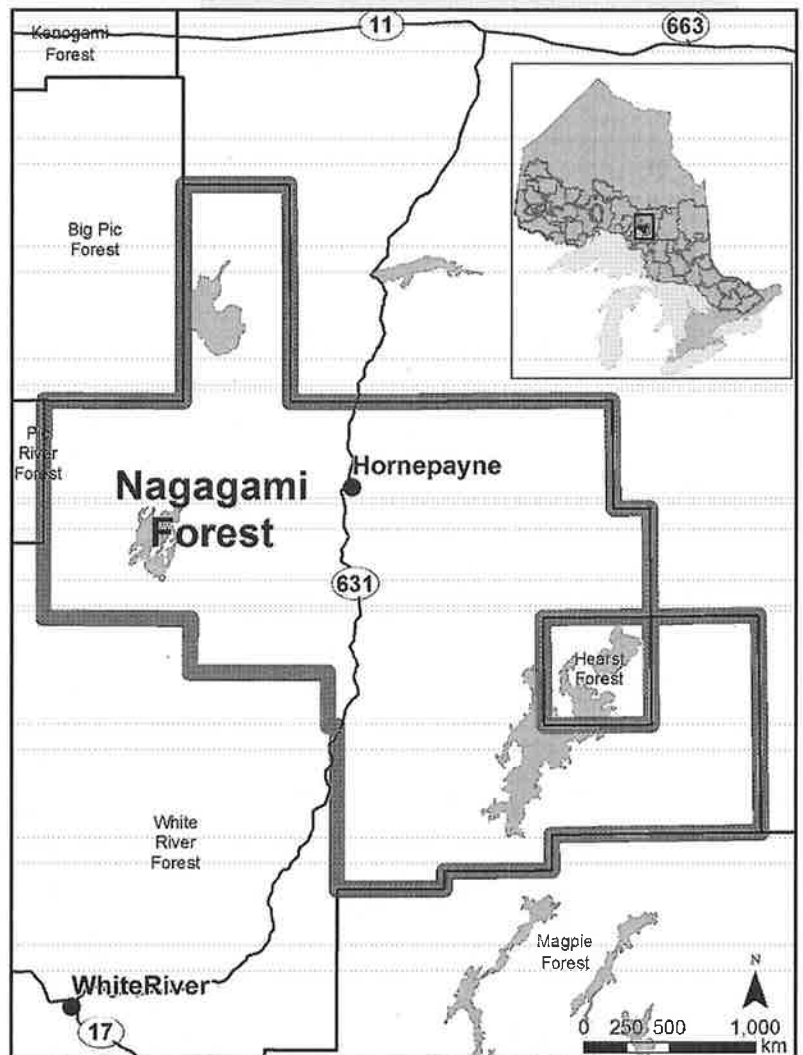 11
663
Kenogami
Forest
Big Pic
Forest
Pic
River
Forest
Hornepayne
Nagagami
Forest
631
Hearst
Forest
White
River
Forest
Magpie
Forest
N
WhiteRiver
17
0 250 500 1,000
km